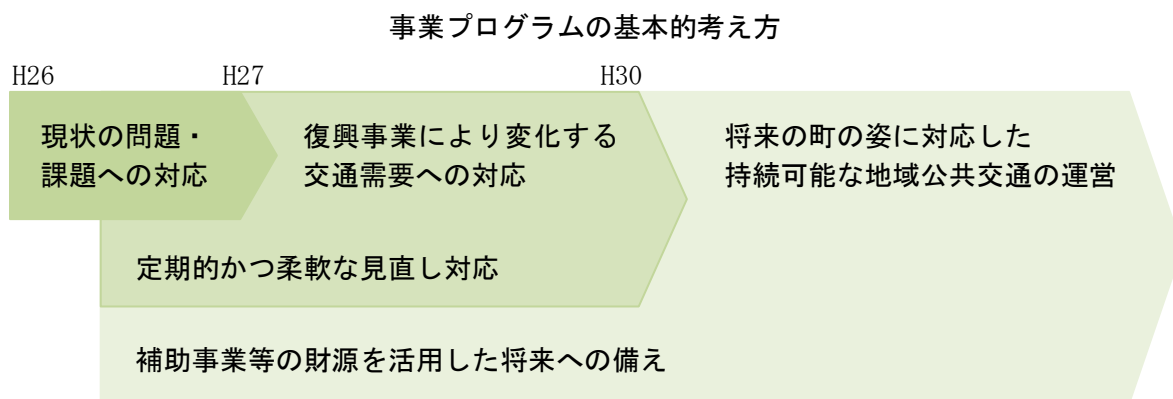 事業プログラムの基本的考え方
H26
H27
H30
現状の問題・
課題への対応
復興事業により変化する
交通需要への対応
将来の町の姿に対応した
持続可能な地域公共交通の運営
定期的かつ柔軟な見直し対応
補助事業等の財源を活用した将来への備え